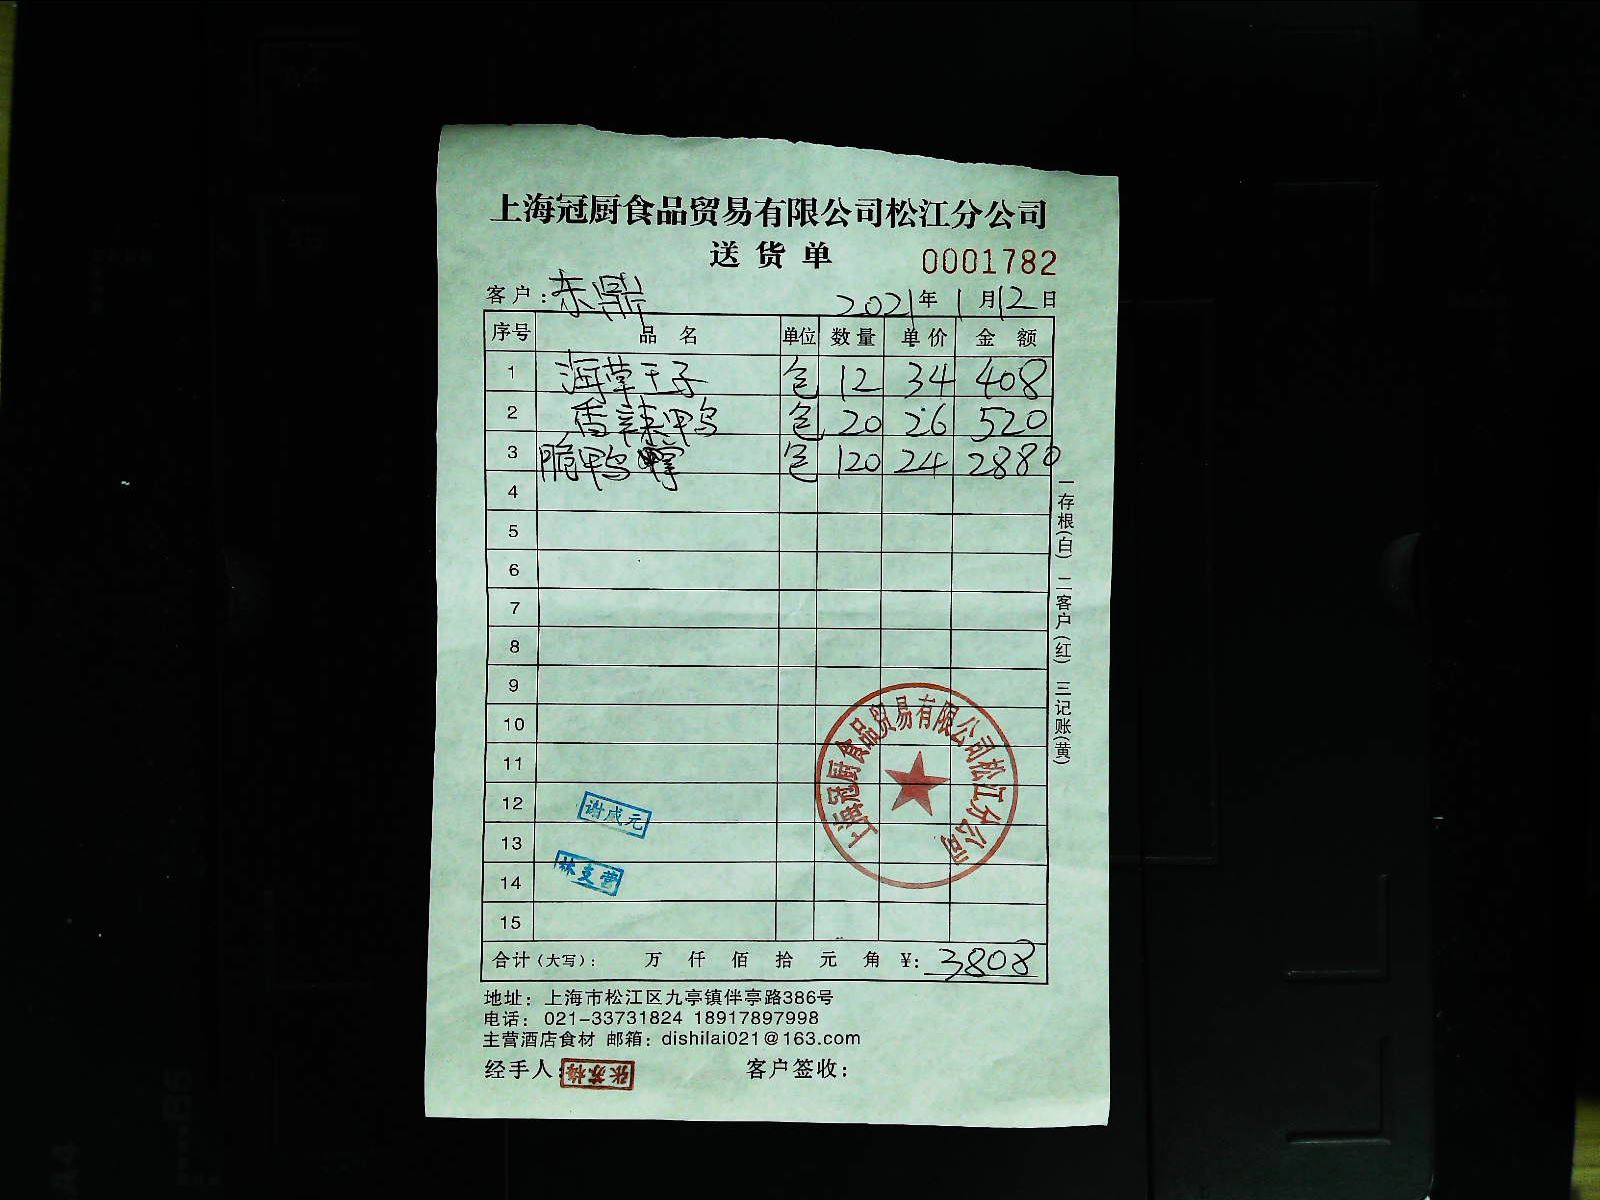 上海冠厨食品贸易有限公司松江分公司
送货单 0001782
客户：东鼎 2021年1月12日
序号 品名 单位 数量 单价 金额
1 海草干子 包 12 34 408
2 香辣鸭 包 20 26 520
3 脆鸭 包 120 24 2880
4
5
6
7
8
9
10
11
12
13
14
15
一存根(白) 二客户(红) 三记账(黄)
上海冠厨食品贸易有限公司松江分公司
谢成元
林支营
合计（大写）： 万 仟 佰 拾 元 角 ¥：3808
地址：上海市松江区九亭镇伴亭路386号
电话：021-33731824 18917897998
主营酒店食材 邮箱：dishilai021@163.com
经手人：张苏梅 客户签收：